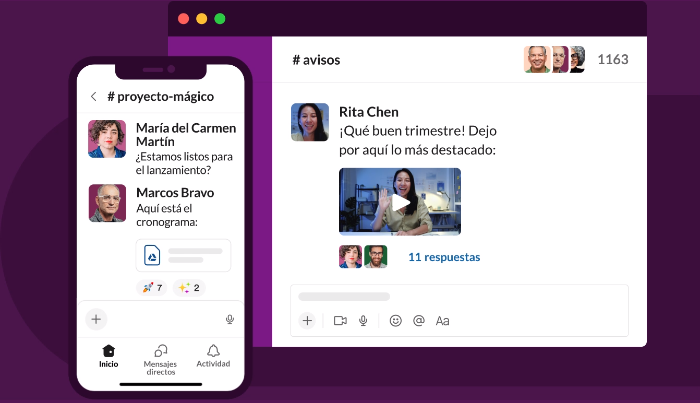 # proyecto-mágico
María del Carmen
Martín
¿Estamos listos para
el lanzamiento?
Marcos Bravo
Aquí está el
cronograma:
7
2
Inicio
Mensajes
directos
Actividad
# avisos
1163
Rita Chen
¡Qué buen trimestre! Dejo
por aquí lo más destacado:
11 respuestas
@
Aa